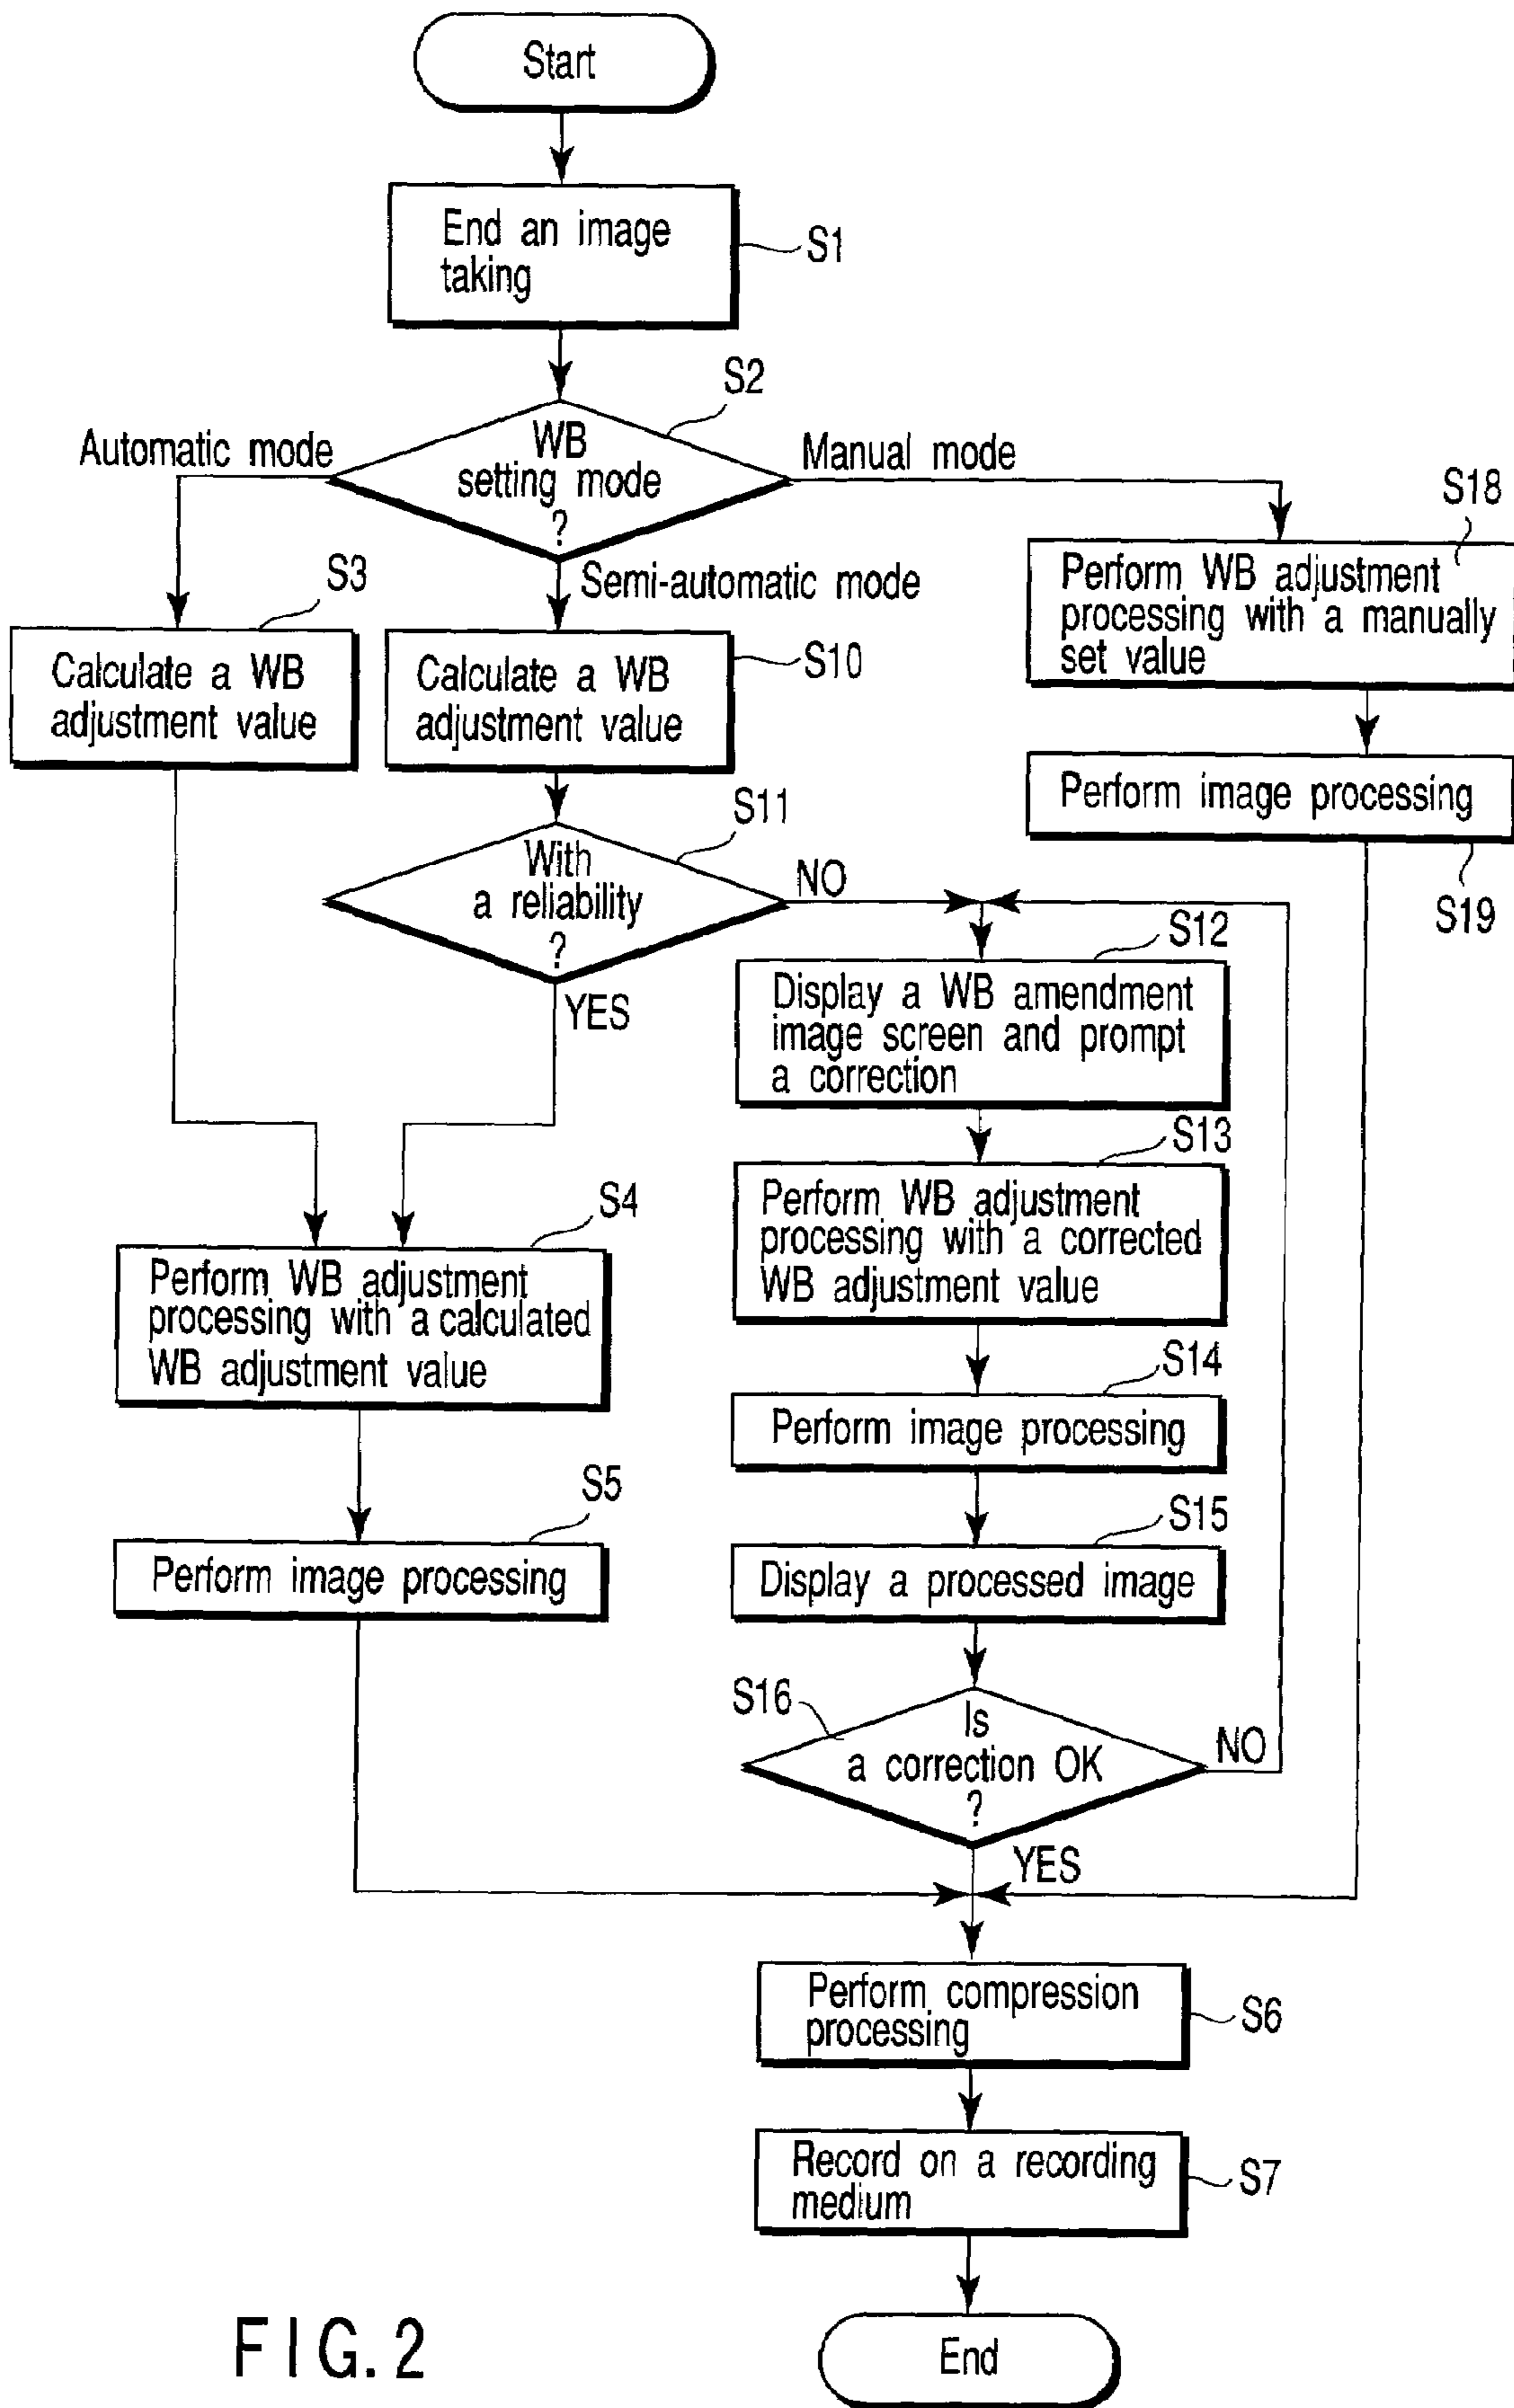 Start
End an image
taking
S1
S2
WB
setting mode
?
Automatic mode
Manual mode
Semi-automatic mode
S3
Calculate a WB
adjustment value
S10
Calculate a WB
adjustment value
S18
Perform WB adjustment
processing with a manually
set value
Perform image processing
S19
S11
With
a reliability
?
NO
YES
S12
Display a WB amendment
image screen and prompt
a correction
S13
Perform WB adjustment
processing with a corrected
WB adjustment value
S4
Perform WB adjustment
processing with a calculated
WB adjustment value
S14
Perform image processing
S5
Perform image processing
S15
Display a processed image
S16
Is
a correction OK
?
NO
YES
Perform compression
processing
S6
Record on a recording
medium
S7
End
FIG. 2